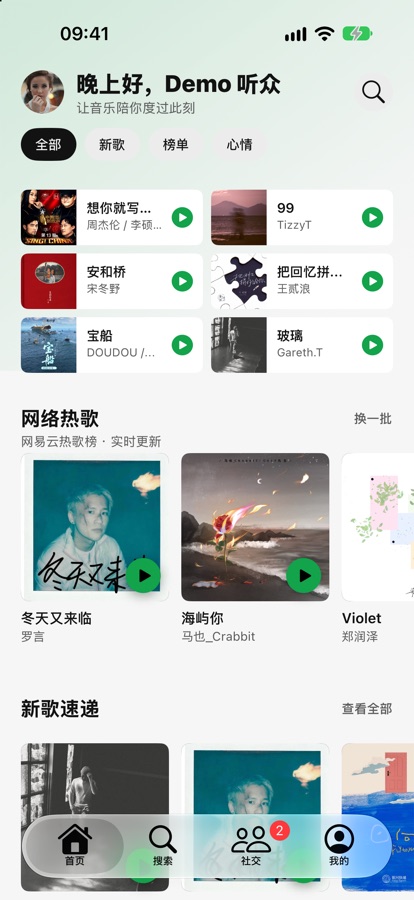 09:41
晚上好，Demo 听众
让音乐陪你度过此刻
全部
新歌
榜单
心情
想你就写...
周杰伦 / 李硕...
99
TizzyT
安和桥
宋冬野
把回忆拼...
王贰浪
宝船
DOUDOU /...
玻璃
Gareth.T
网络热歌
换一批
网易云热歌榜 · 实时更新
冬天又来
冬天又来临
罗言
海屿你
马也_Crabbit
Violet
郑润泽
新歌速递
查看全部
首页
搜索
社交
2
我的